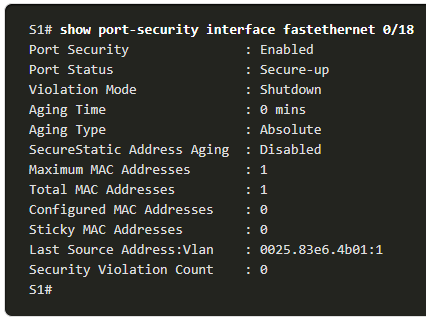 S1# show port-security interface fastethernet 0/18
Port Security : Enabled
Port Status : Secure-up
Violation Mode : Shutdown
Aging Time : 0 mins
Aging Type : Absolute
SecureStatic Address Aging : Disabled
Maximum MAC Addresses : 1
Total MAC Addresses : 1
Configured MAC Addresses : 0
Sticky MAC Addresses : 0
Last Source Address:Vlan : 0025.83e6.4b01:1
Security Violation Count : 0
S1#